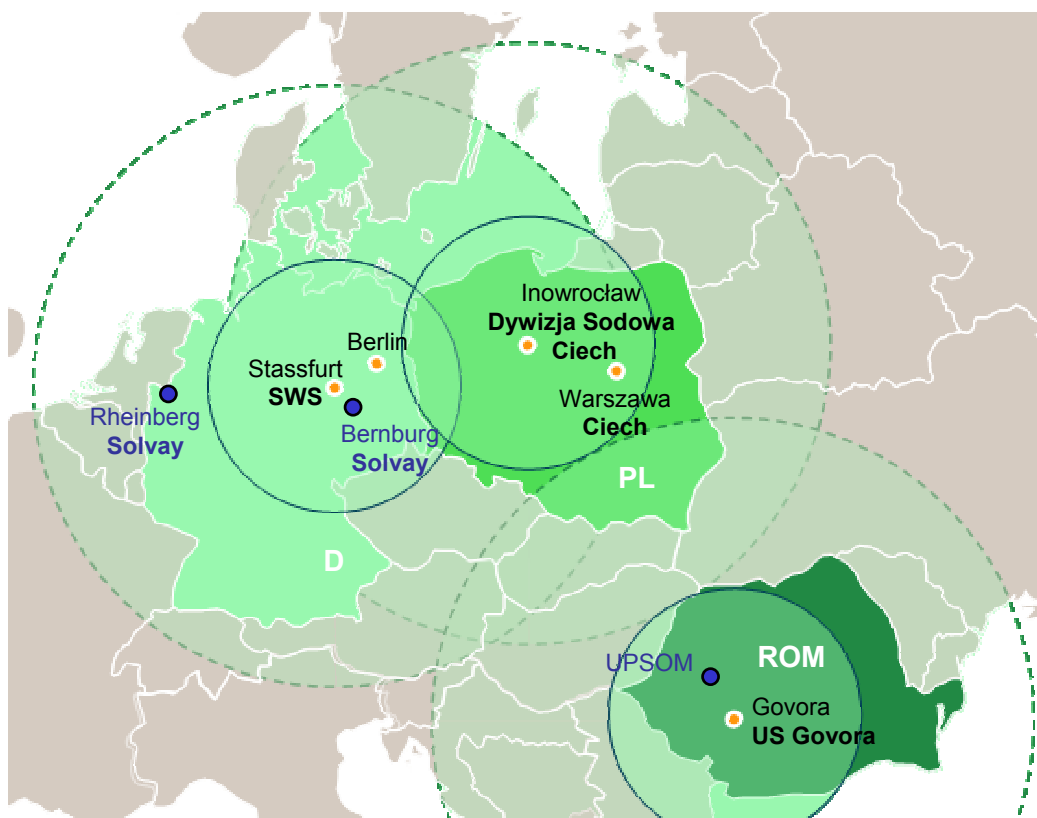 Inowrocław
Dywizja Sodowa
Ciech
Berlin
Stassfurt
SWS
Warszawa
Ciech
Rheinberg
Solvay
Bernburg
Solvay
PL
D
UPSOM
ROM
Govora
US Govora